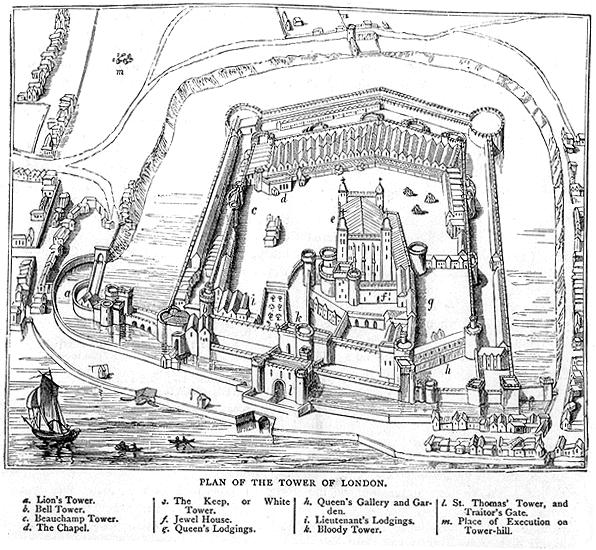 m
c
d
e
a
i
f
g
k
h
l
PLAN OF THE TOWER OF LONDON.
a. Lion's Tower.
b. Bell Tower.
c. Beauchamp Tower.
d. The Chapel.
e. The Keep, or White
Tower.
f. Jewel House.
g. Queen's Lodgings.
h. Queen's Gallery and Gar-
den.
i. Lieutenant's Lodgings.
k. Bloody Tower.
l. St. Thomas' Tower, and
Traitor's Gate.
m. Place of Execution on
Tower-hill.